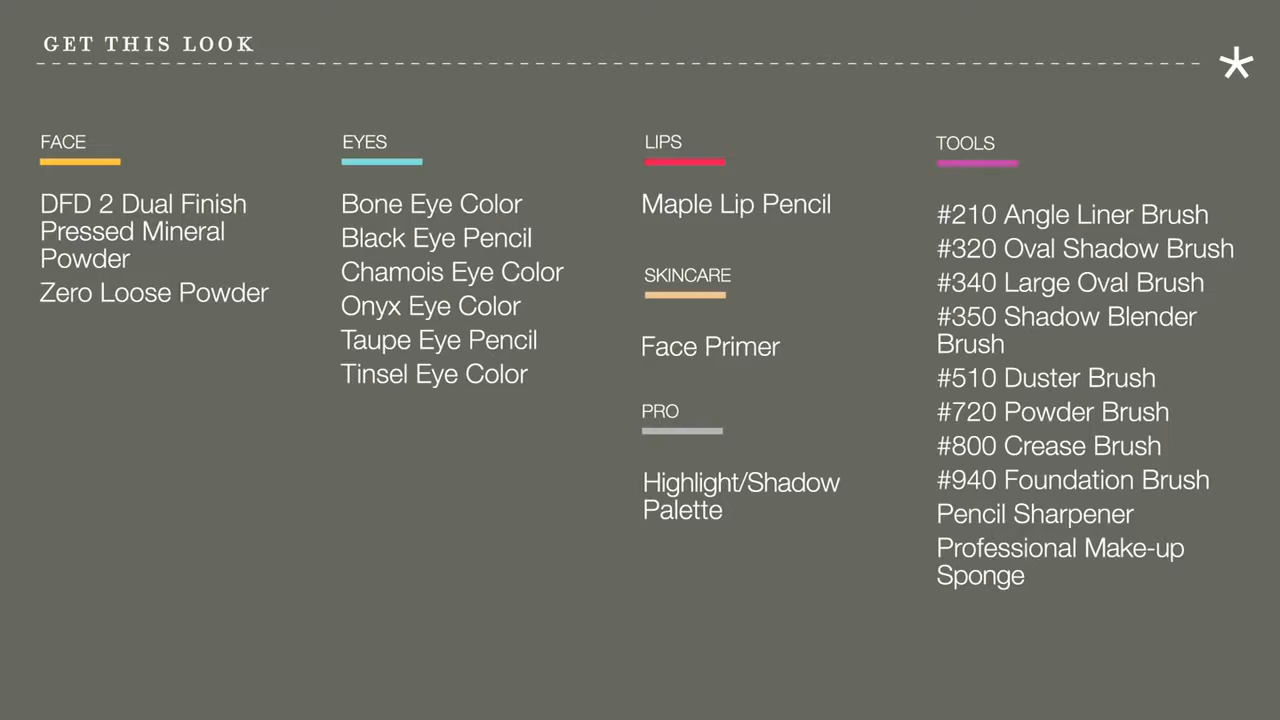 GET THIS LOOK
FACE
DFD 2 Dual Finish
Pressed Mineral
Powder
Zero Loose Powder
EYES
Bone Eye Color
Black Eye Pencil
Chamois Eye Color
Onyx Eye Color
Taupe Eye Pencil
Tinsel Eye Color
LIPS
Maple Lip Pencil
SKINCARE
Face Primer
PRO
Highlight/Shadow
Palette
TOOLS
#210 Angle Liner Brush
#320 Oval Shadow Brush
#340 Large Oval Brush
#350 Shadow Blender
Brush
#510 Duster Brush
#720 Powder Brush
#800 Crease Brush
#940 Foundation Brush
Pencil Sharpener
Professional Make-up
Sponge